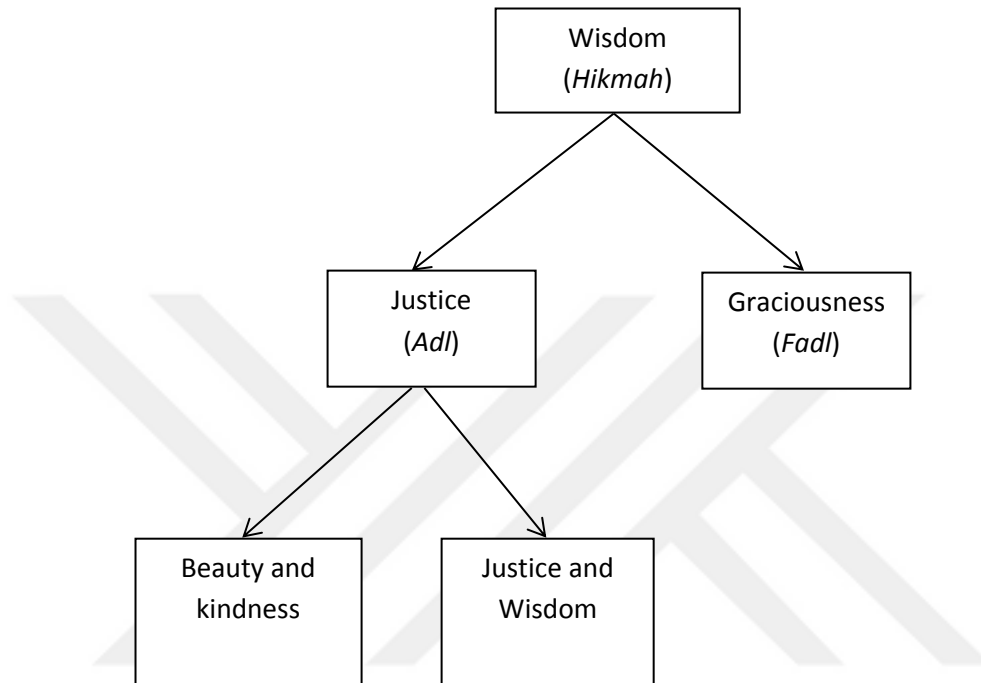 Wisdom
(Hikmah)
Justice
(Adl)
Graciousness
(Fadl)
Beauty and
kindness
Justice and
Wisdom